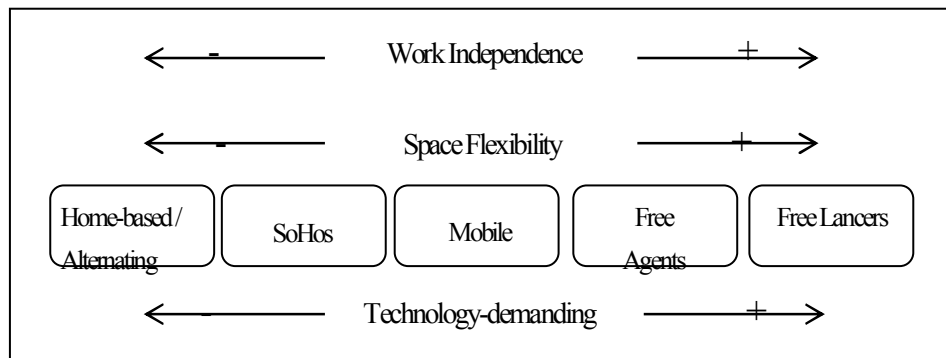 - Work Independence +
- Space Flexibility +
Home-based /
Alternating
SoHos
Mobile
Free
Agents
Free Lancers
- Technology-demanding +